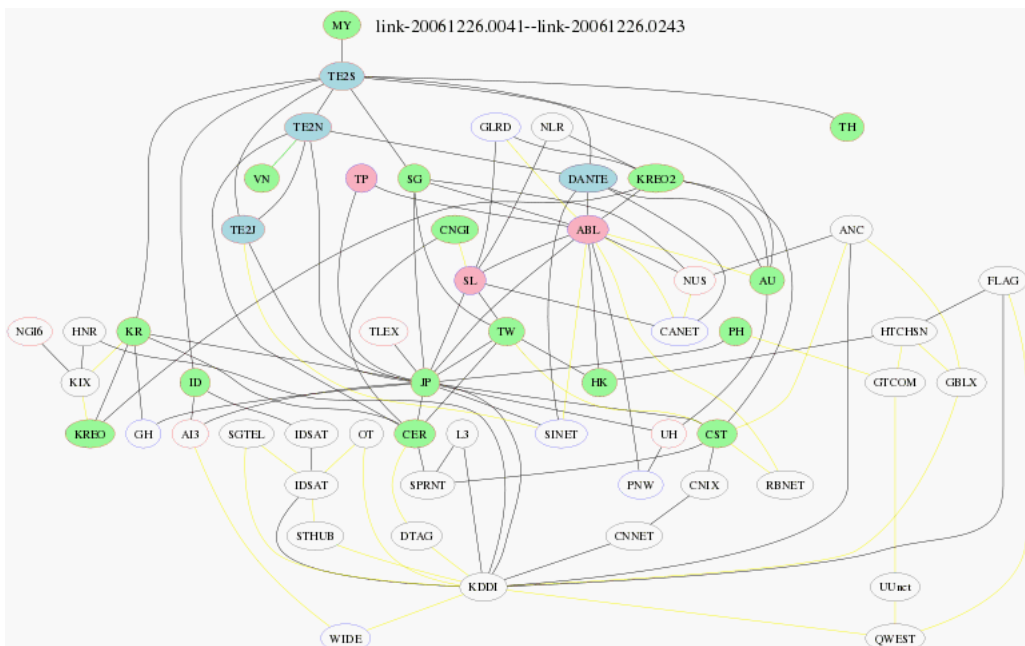 MY
link-20061226.0041--link-20061226.0243
TE2S
TE2N
GLRD
NLR
TH
VN
TP
SG
DANTE
KREO2
TE2J
CNGI
ABL
ANC
SL
NUS
AU
FLAG
NGI6
HNR
KR
TLEX
TW
CANET
PH
HTCHSN
KIX
ID
JP
HK
GTCOM
GBLX
KREO
GH
AI3
SGTEL
IDSAT
OT
CER
L3
SINET
UH
CST
IDSAT
SPRNT
PNW
CNIX
RBNET
STHUB
DTAG
CNNET
KDDI
UUnet
WIDE
QWEST